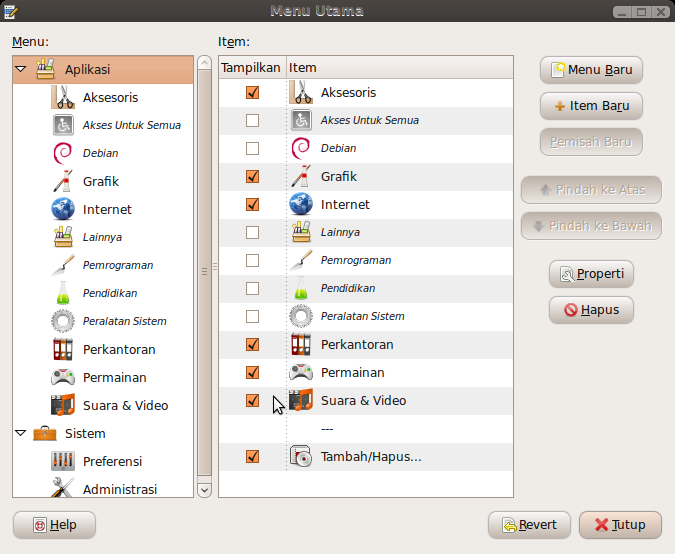 Menu Utama
Menu:
Aplikasi
Aksesoris
Akses Untuk Semua
Debian
Grafik
Internet
Lainnya
Pemrograman
Pendidikan
Peralatan Sistem
Perkantoran
Permainan
Suara & Video
Sistem
Preferensi
Administrasi
Item:
Tampilkan Item
Aksesoris
Akses Untuk Semua
Debian
Grafik
Internet
Lainnya
Pemrograman
Pendidikan
Peralatan Sistem
Perkantoran
Permainan
Suara & Video
---
Tambah/Hapus...
Menu Baru
Item Baru
Pemisah Baru
Pindah ke Atas
Pindah ke Bawah
Properti
Hapus
Help
Revert
Tutup